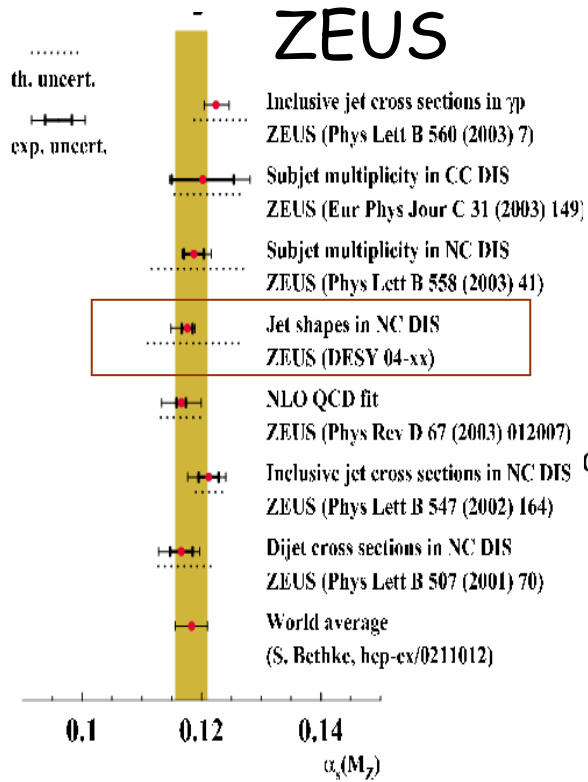 ZEUS
th. uncert.
exp. uncert.
Inclusive jet cross sections in γp
ZEUS (Phys Lett B 560 (2003) 7)
Subjet multiplicity in CC DIS
ZEUS (Eur Phys Jour C 31 (2003) 149)
Subjet multiplicity in NC DIS
ZEUS (Phys Lett B 558 (2003) 41)
Jet shapes in NC DIS
ZEUS (DESY 04-xx)
NLO QCD fit
ZEUS (Phys Rev D 67 (2003) 012007)
Inclusive jet cross sections in NC DIS
ZEUS (Phys Lett B 547 (2002) 164)
Dijet cross sections in NC DIS
ZEUS (Phys Lett B 507 (2001) 70)
World average
(S. Bethke, hep-ex/0211012)
0.1 0.12 0.14
αs(MZ)